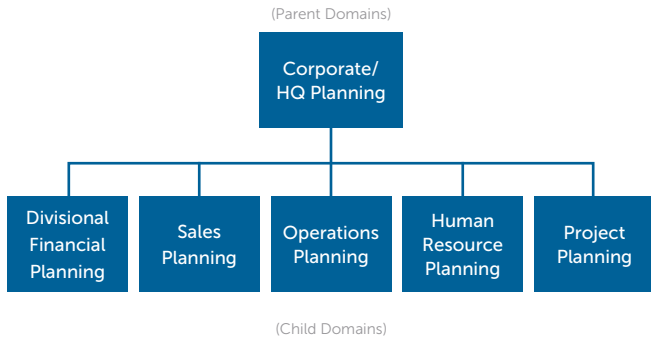 (Parent Domains)
Corporate/
HQ Planning
Divisional
Financial
Planning
Sales
Planning
Operations
Planning
Human
Resource
Planning
Project
Planning
(Child Domains)